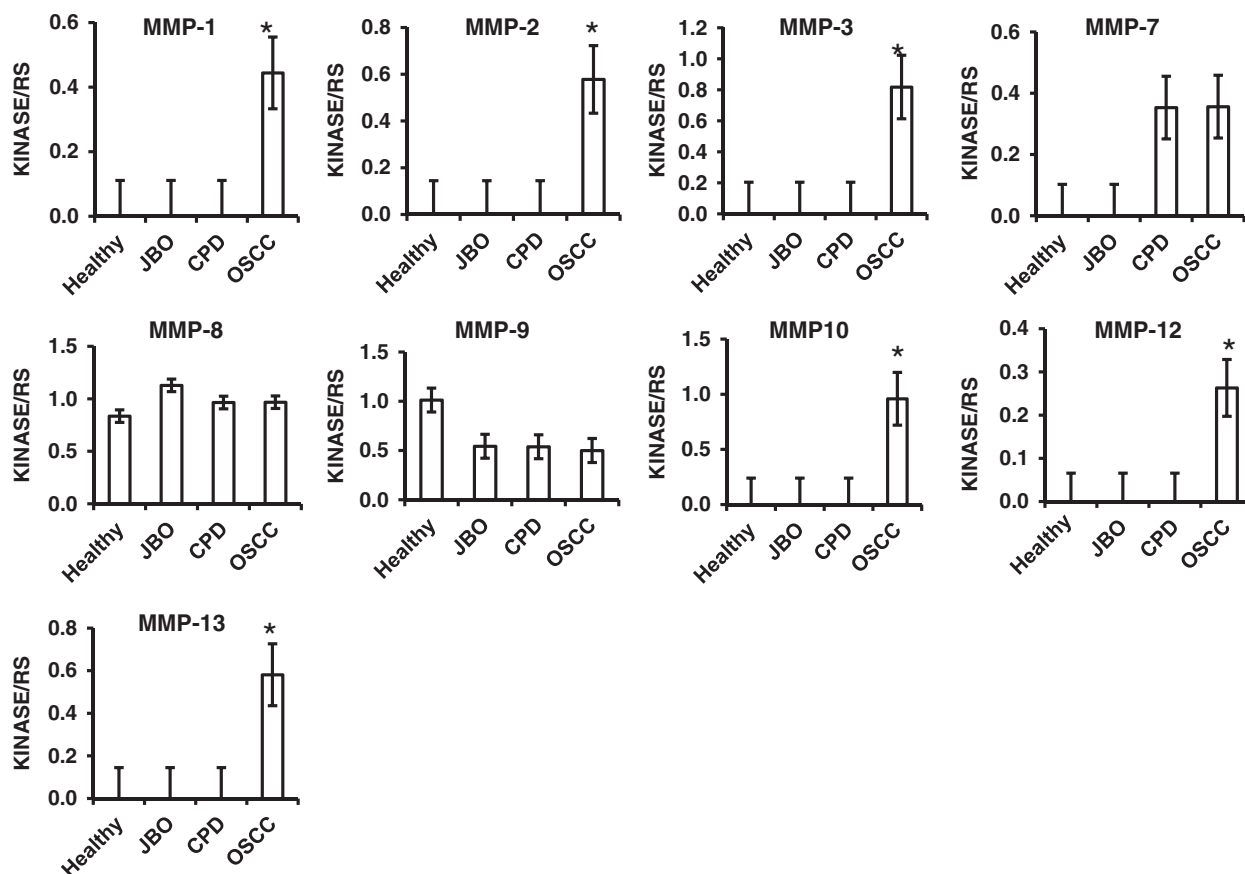 MMP-1
KINASE/RS
0.6
0.4
0.2
0.0
*
Healthy
JBO
CPD
OSCC
MMP-2
KINASE/RS
0.8
0.6
0.4
0.2
0.0
*
Healthy
JBO
CPD
OSCC
MMP-3
KINASE/RS
1.2
1.0
0.8
0.6
0.4
0.2
0.0
*
Healthy
JBO
CPD
OSCC
MMP-7
KINASE/RS
0.6
0.4
0.2
0.0
Healthy
JBO
CPD
OSCC
MMP-8
KINASE/RS
1.5
1.0
0.5
0.0
Healthy
JBO
CPD
OSCC
MMP-9
KINASE/RS
1.5
1.0
0.5
0.0
Healthy
JBO
CPD
OSCC
MMP10
KINASE/RS
1.5
1.0
0.5
0.0
*
Healthy
JBO
CPD
OSCC
MMP-12
KINASE/RS
0.4
0.3
0.2
0.1
0.0
*
Healthy
JBO
CPD
OSCC
MMP-13
KINASE/RS
0.8
0.6
0.4
0.2
0.0
*
Healthy
JBO
CPD
OSCC